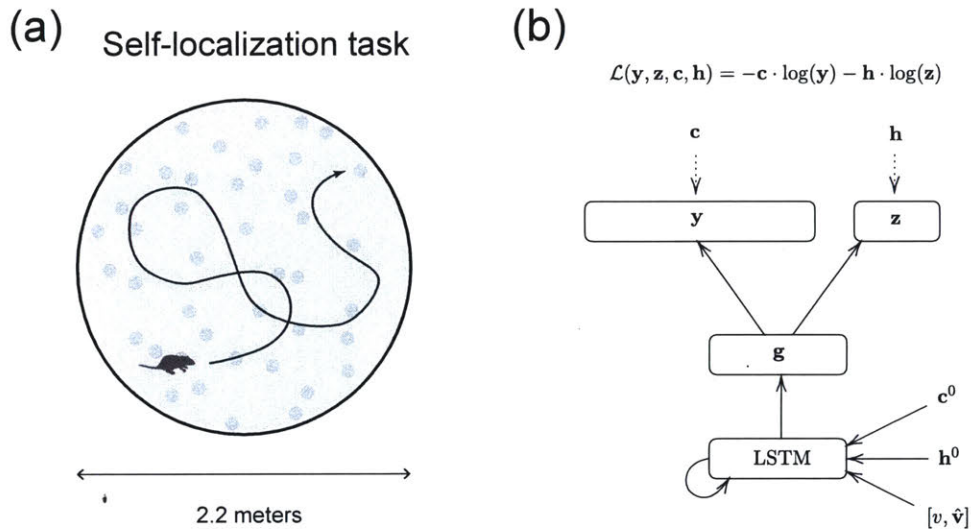 (a)
Self-localization task
2.2 meters
(b)
ℒ(y, z, c, h) = −c · log(y) − h · log(z)
c
h
y
z
g
c⁰
LSTM
h⁰
[v, v̂]